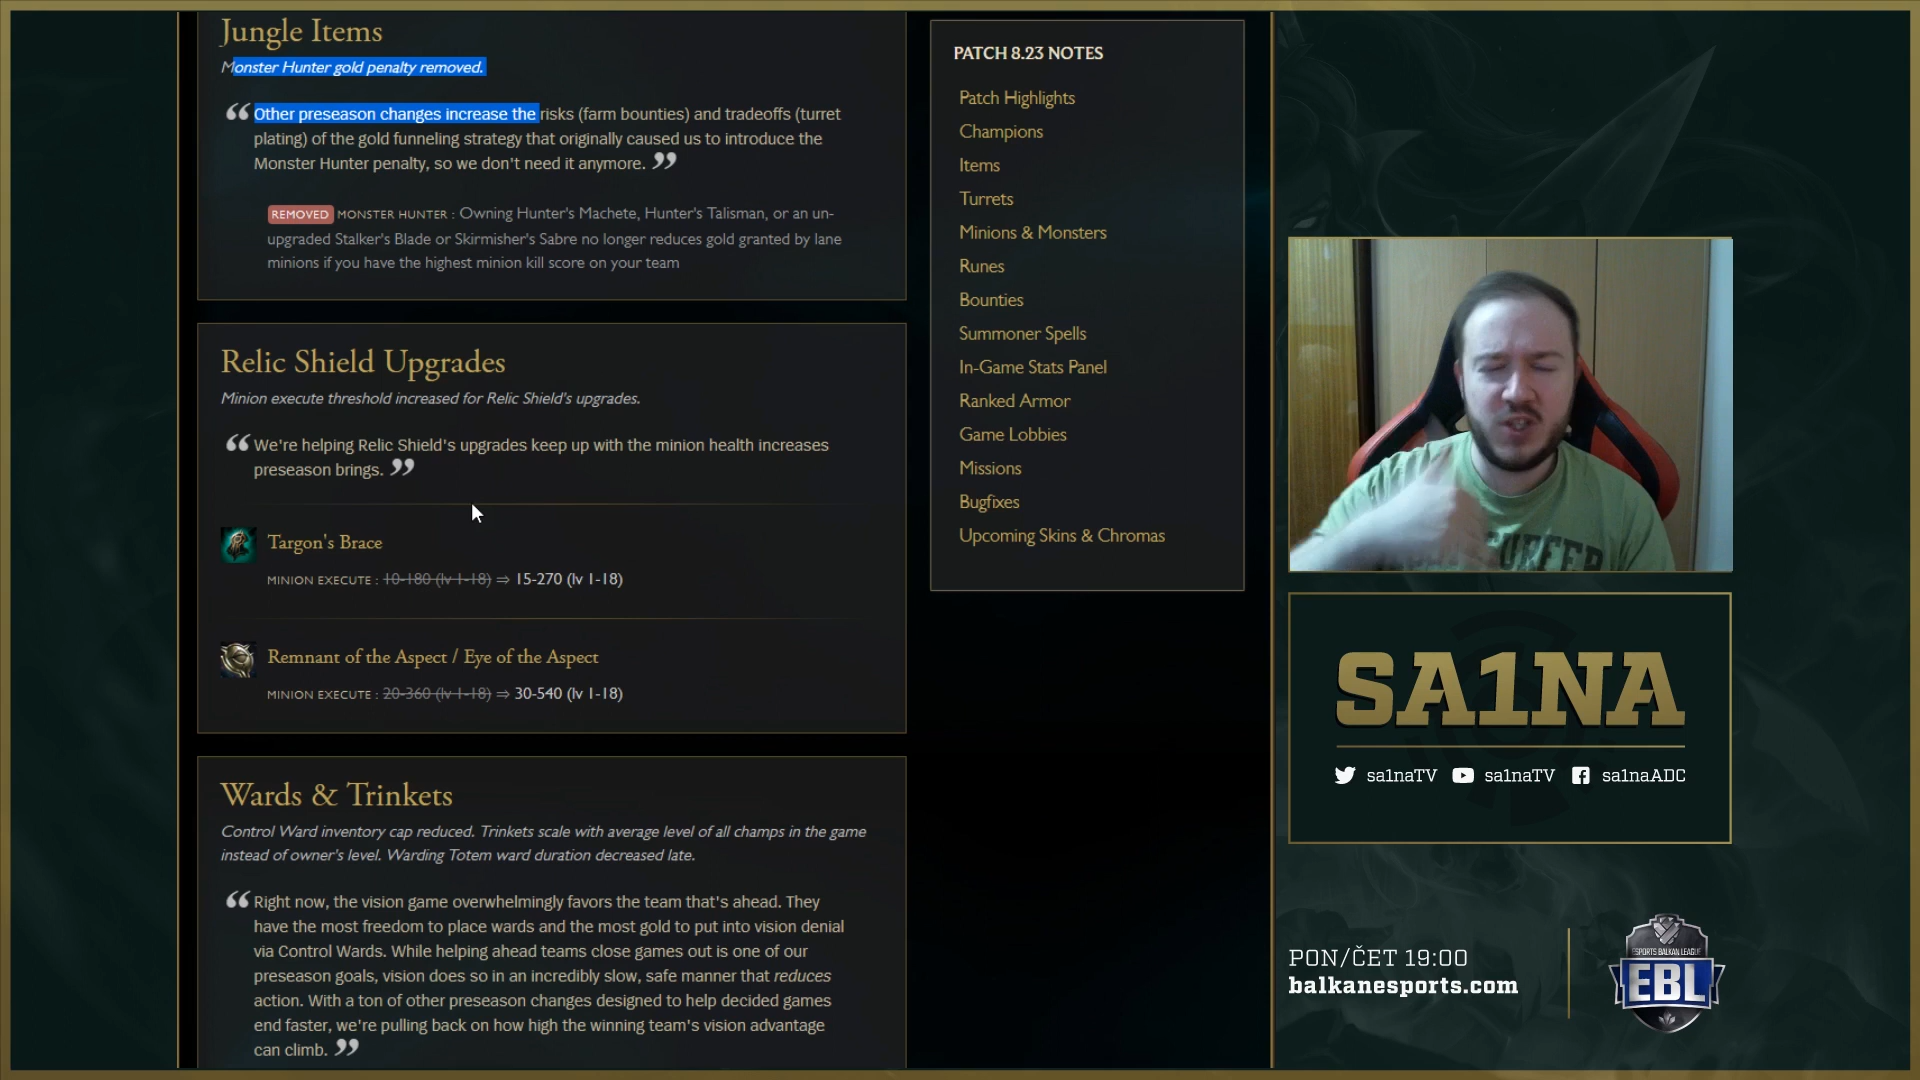 Jungle Items
Monster Hunter gold penalty removed.
“ Other preseason changes increase the risks (farm bounties) and tradeoffs (turret
plating) of the gold funneling strategy that originally caused us to introduce the
Monster Hunter penalty, so we don't need it anymore. ”
REMOVED MONSTER HUNTER : Owning Hunter's Machete, Hunter's Talisman, or an un-
upgraded Stalker's Blade or Skirmisher's Sabre no longer reduces gold granted by lane
minions if you have the highest minion kill score on your team
Relic Shield Upgrades
Minion execute threshold increased for Relic Shield's upgrades.
“ We're helping Relic Shield's upgrades keep up with the minion health increases
preseason brings. ”
Targon's Brace
MINION EXECUTE : 10-180 (lv 1-18) ⇒ 15-270 (lv 1-18)
Remnant of the Aspect / Eye of the Aspect
MINION EXECUTE : 20-360 (lv 1-18) ⇒ 30-540 (lv 1-18)
Wards & Trinkets
Control Ward inventory cap reduced. Trinkets scale with average level of all champs in the game
instead of owner's level. Warding Totem ward duration decreased late.
“ Right now, the vision game overwhelmingly favors the team that's ahead. They
have the most freedom to place wards and the most gold to put into vision denial
via Control Wards. While helping ahead teams close games out is one of our
preseason goals, vision does so in an incredibly slow, safe manner that reduces
action. With a ton of other preseason changes designed to help decided games
end faster, we're pulling back on how high the winning team's vision advantage
can climb. ”
PATCH 8.23 NOTES
Patch Highlights
Champions
Items
Turrets
Minions & Monsters
Runes
Bounties
Summoner Spells
In-Game Stats Panel
Ranked Armor
Game Lobbies
Missions
Bugfixes
Upcoming Skins & Chromas
SA1NA
sa1naTV sa1naTV sa1naADC
PON/ČET 19:00
balkanesports.com
ESPORTS BALKAN LEAGUE
EBL